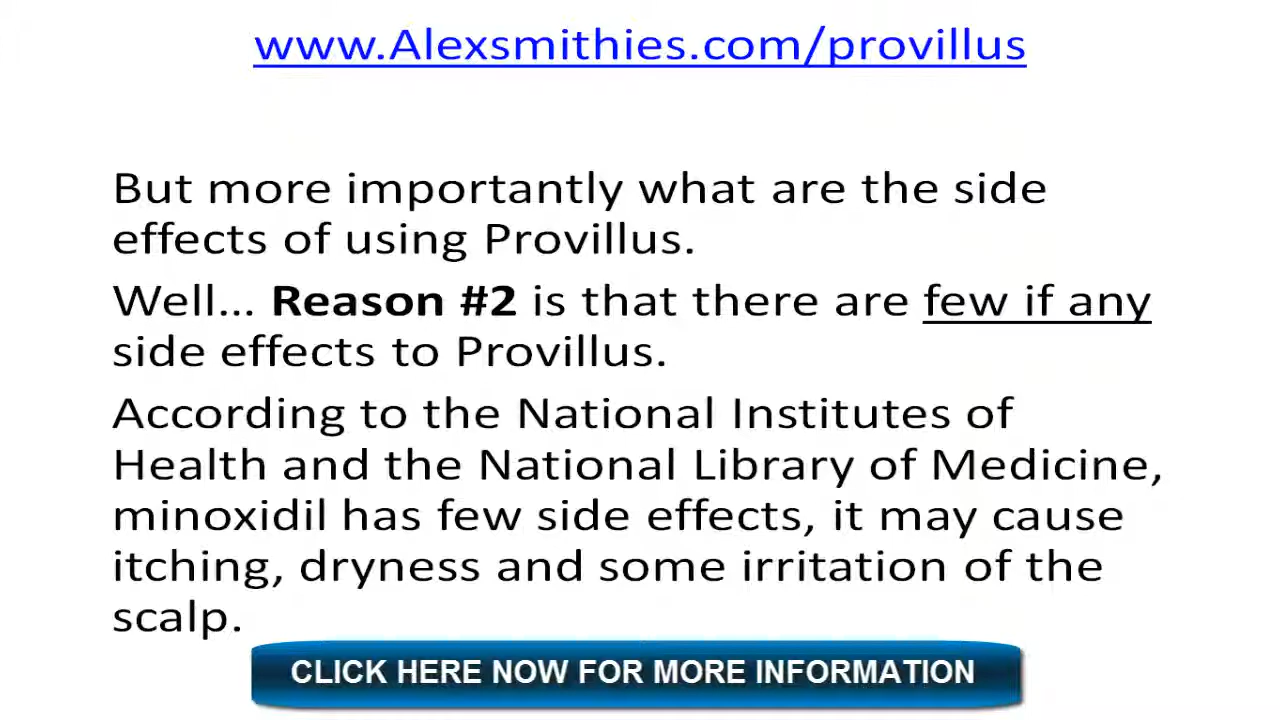 www.Alexsmithies.com/provillus
But more importantly what are the side
effects of using Provillus.
Well... Reason #2 is that there are few if any
side effects to Provillus.
According to the National Institutes of
Health and the National Library of Medicine,
minoxidil has few side effects, it may cause
itching, dryness and some irritation of the
scalp.
CLICK HERE NOW FOR MORE INFORMATION